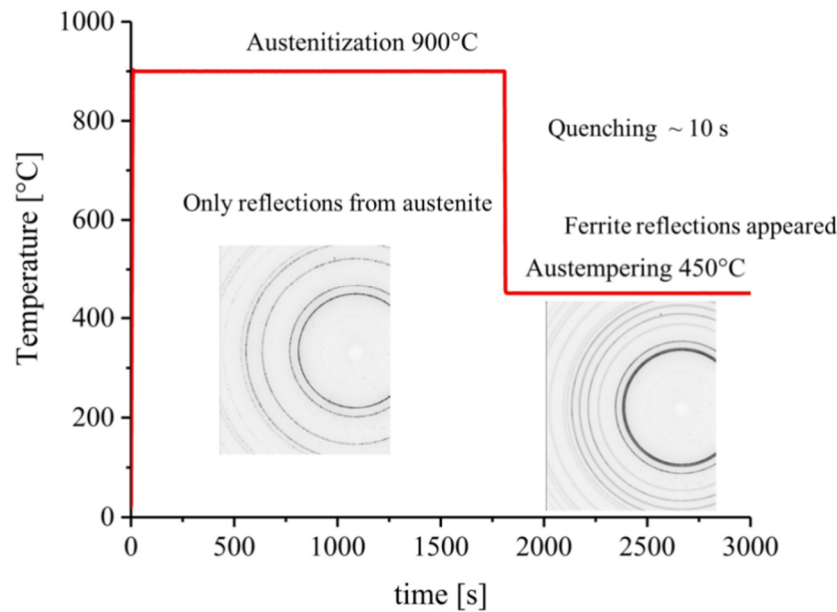 1000
Austenitization 900°C
800
Quenching ~ 10 s
Temperature [°C]
600
Only reflections from austenite
Ferrite reflections appeared
Austempering 450°C
400
200
0
0 500 1000 1500 2000 2500 3000
time [s]